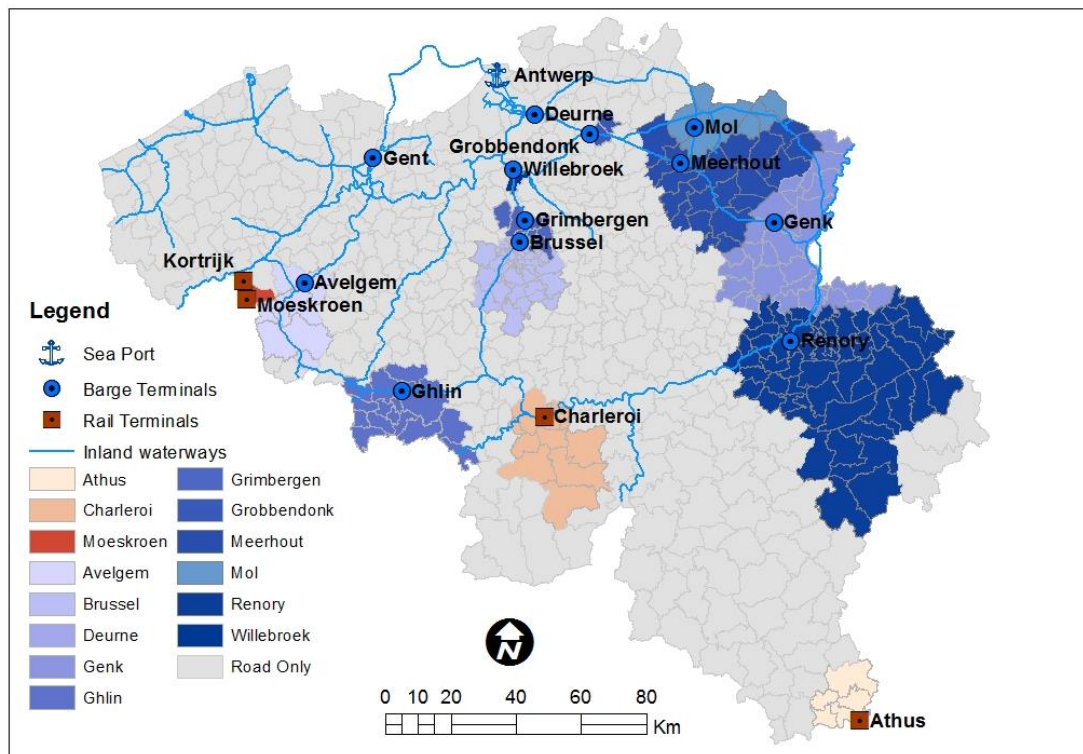 Antwerp
Deurne
Mol
Grobbendonk
Gent
Meerhout
Willebroek
Grimbergen
Genk
Brussel
Kortrijk
Avelgem
Moeskroen
Renory
Ghlin
Charleroi
Athus
Legend
Sea Port
Barge Terminals
Rail Terminals
Inland waterways
Athus
Charleroi
Moeskroen
Avelgem
Brussel
Deurne
Genk
Ghlin
Grimbergen
Grobbendonk
Meerhout
Mol
Renory
Willebroek
Road Only
N
0 10 20 40 60 80
Km